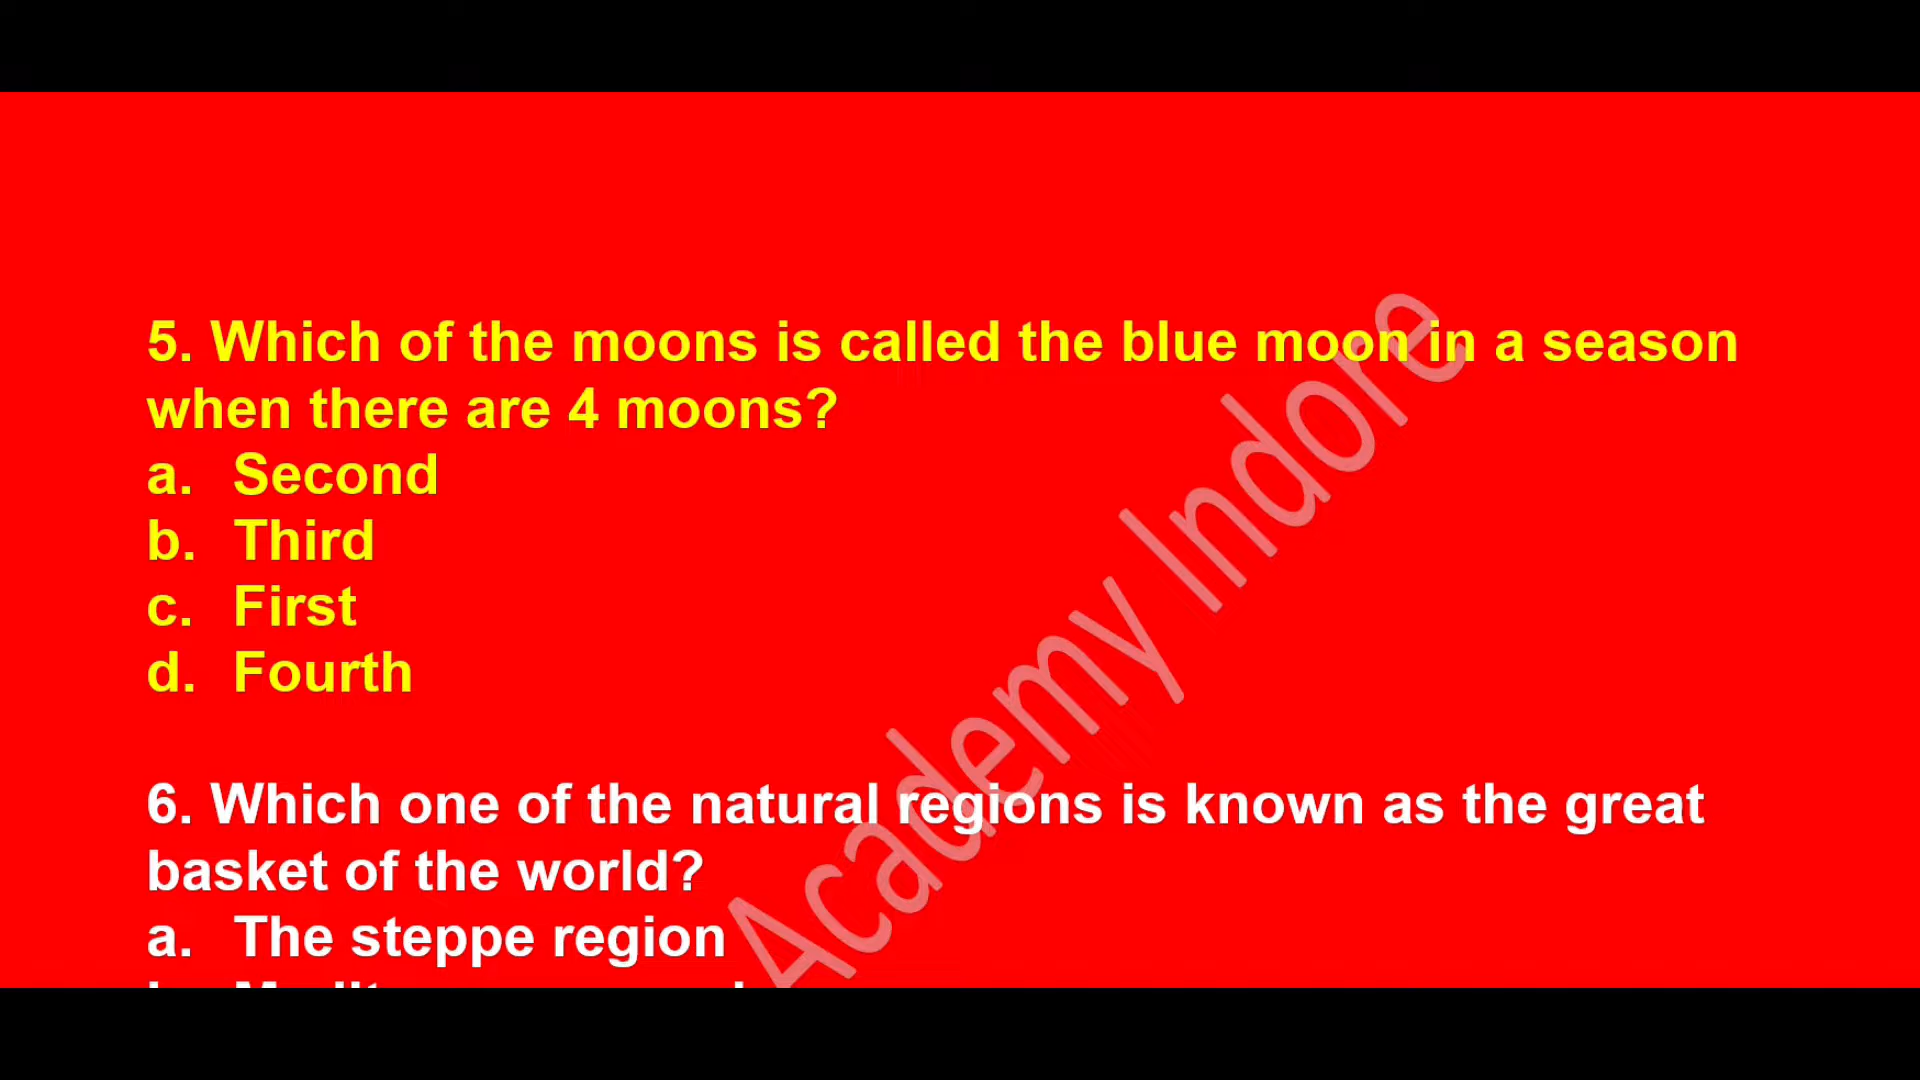 5. Which of the moons is called the blue moon in a season
when there are 4 moons?
a. Second
b. Third
c. First
d. Fourth
6. Which one of the natural regions is known as the great
basket of the world?
a. The steppe region
Academy Indore